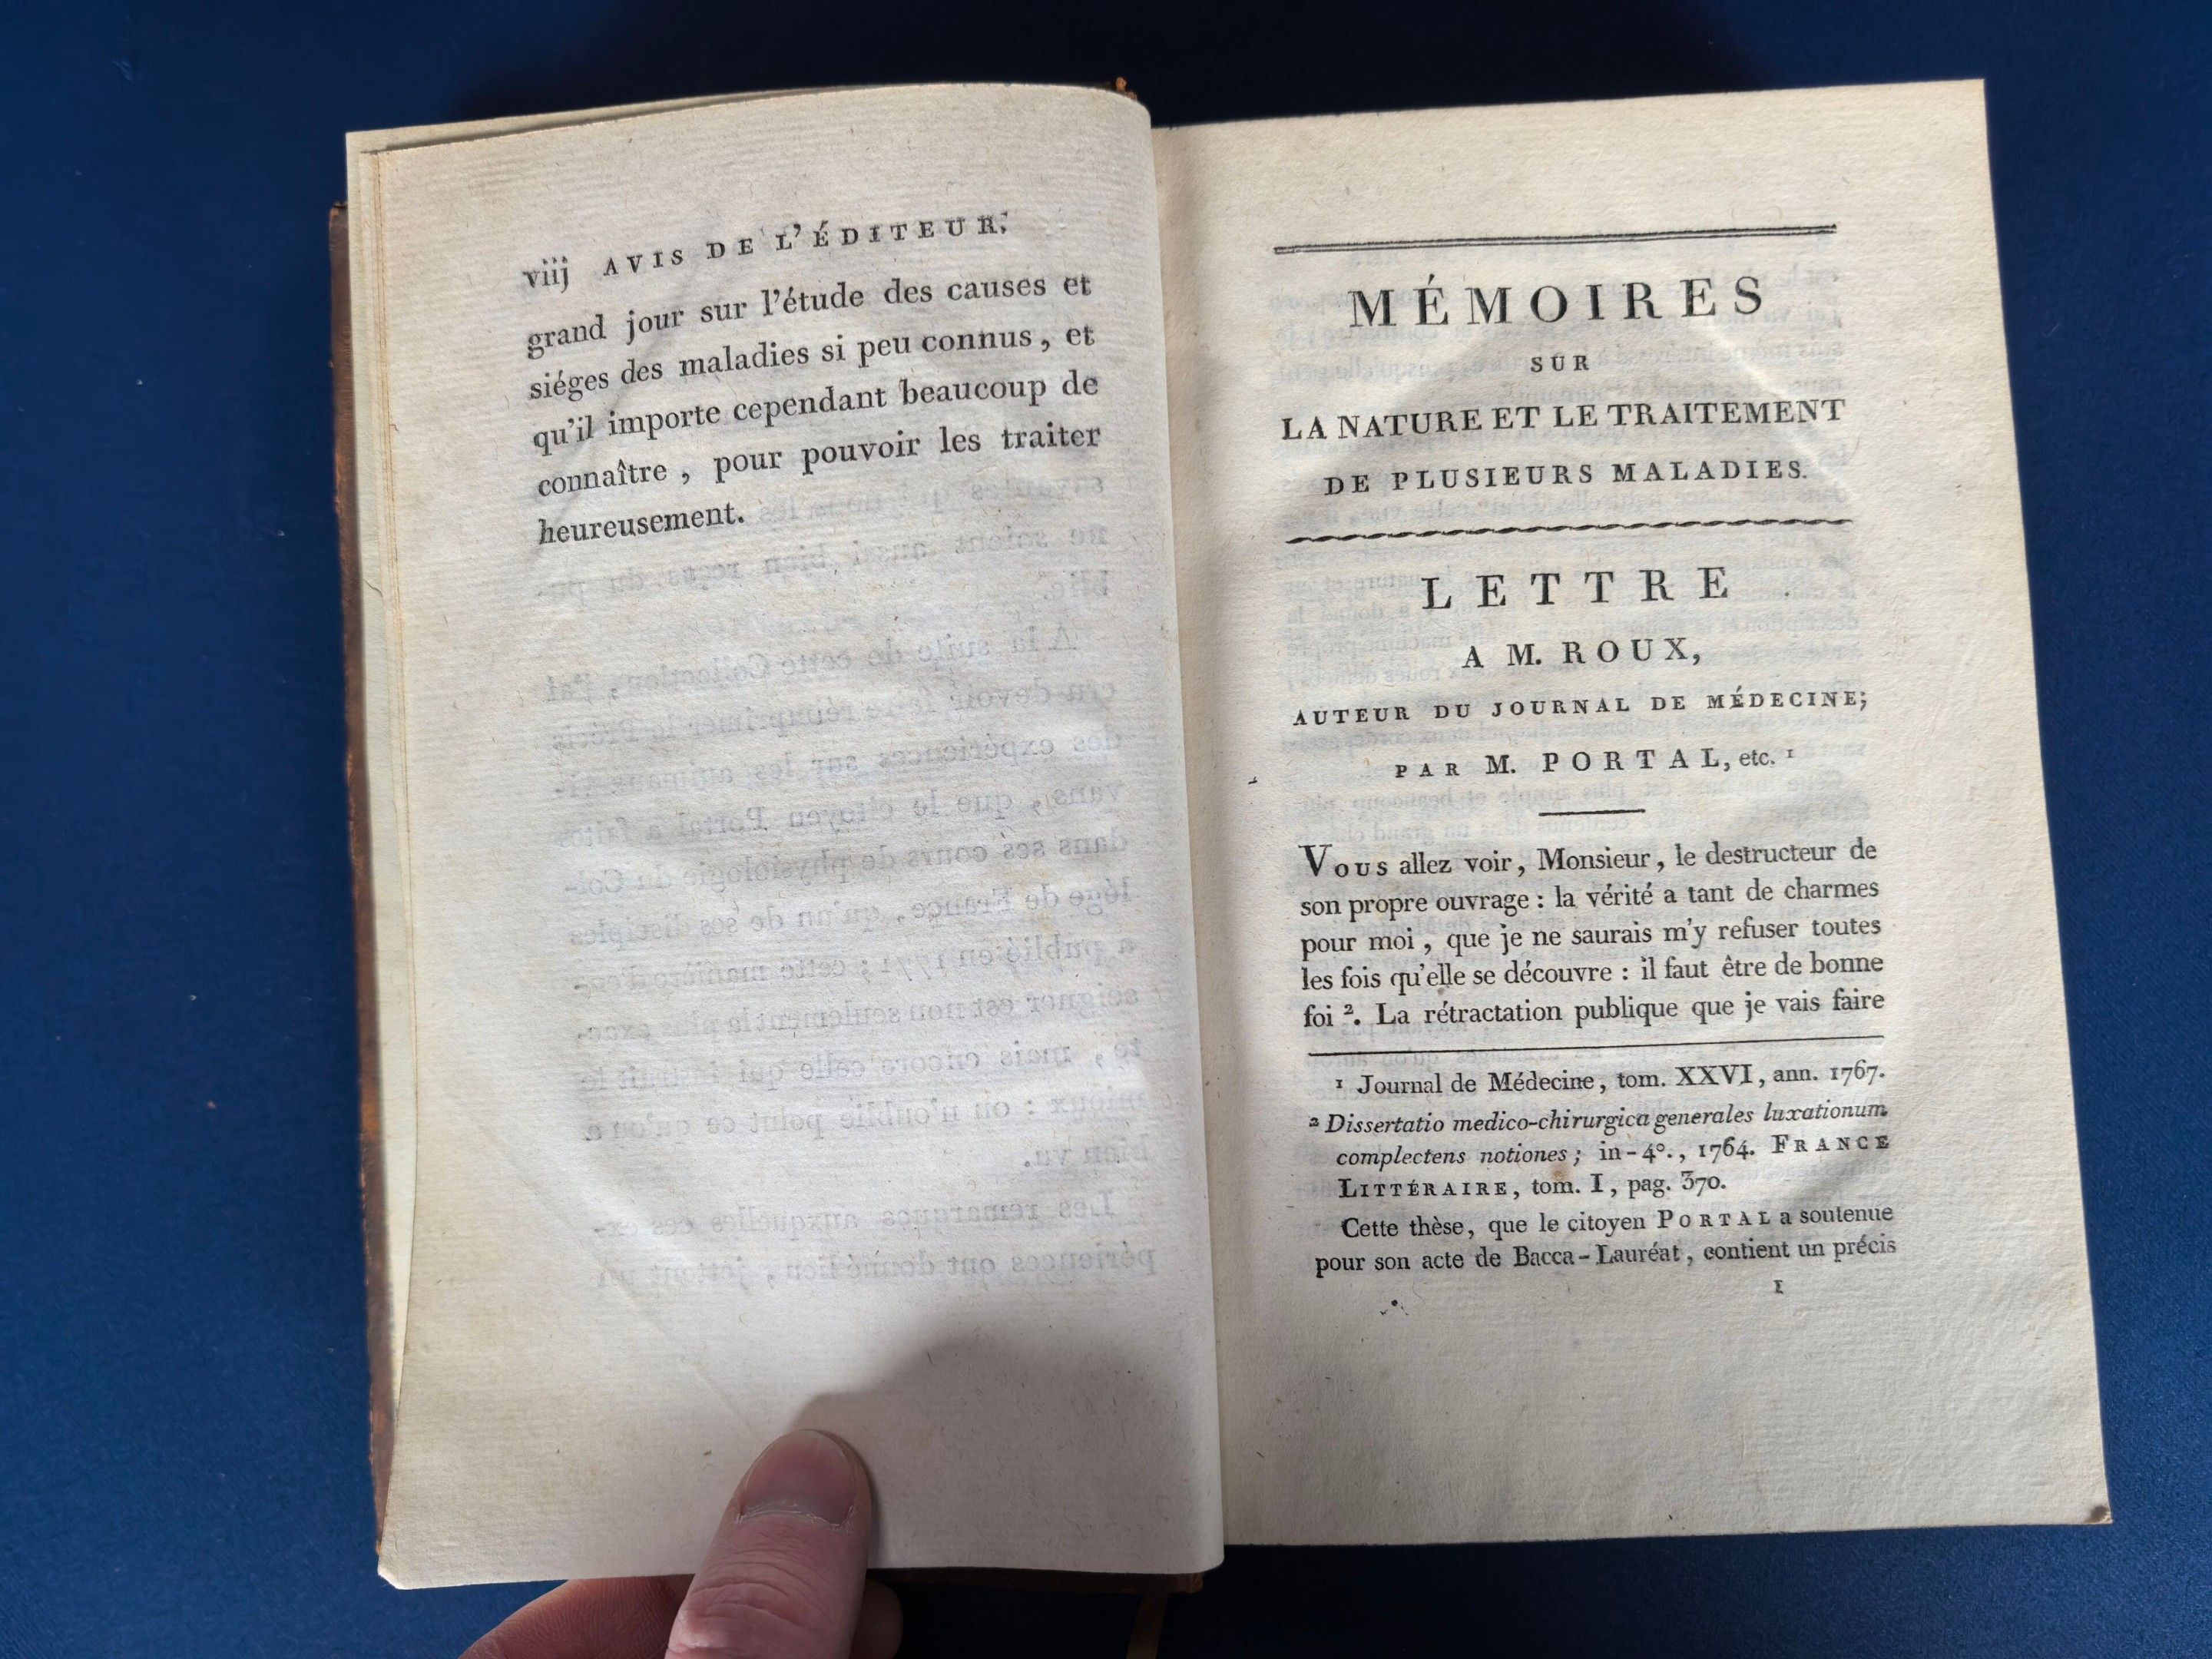 viij AVIS DE L'ÉDITEUR.
grand jour sur l'étude des causes et
siéges des maladies si peu connus, et
qu'il importe cependant beaucoup de
connaître, pour pouvoir les traiter
heureusement.
MÉMOIRES
SUR
LA NATURE ET LE TRAITEMENT
DE PLUSIEURS MALADIES.
LETTRE
A M. ROUX,
AUTEUR DU JOURNAL DE MÉDECINE;
PAR M. PORTAL, etc. 1
Vous allez voir, Monsieur, le destructeur de
son propre ouvrage : la vérité a tant de charmes
pour moi, que je ne saurais m'y refuser toutes
les fois qu'elle se découvre : il faut être de bonne
foi 2. La rétractation publique que je vais faire
1 Journal de Médecine, tom. XXVI, ann. 1767.
2 Dissertatio medico-chirurgica generales luxationum
complectens notiones; in-4°., 1764. FRANCE
LITTÉRAIRE, tom. I, pag. 370.
Cette thèse, que le citoyen PORTAL a soutenue
pour son acte de Bacca-Lauréat, contient un précis
1